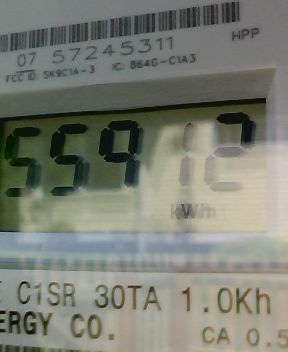 07 57245311
HPP
FCC ID: SK9C1A-3 IC: 864G-C1A3
55912
kWh
C1SR 30TA 1.0Kh
ERGY CO.
CA 0.5